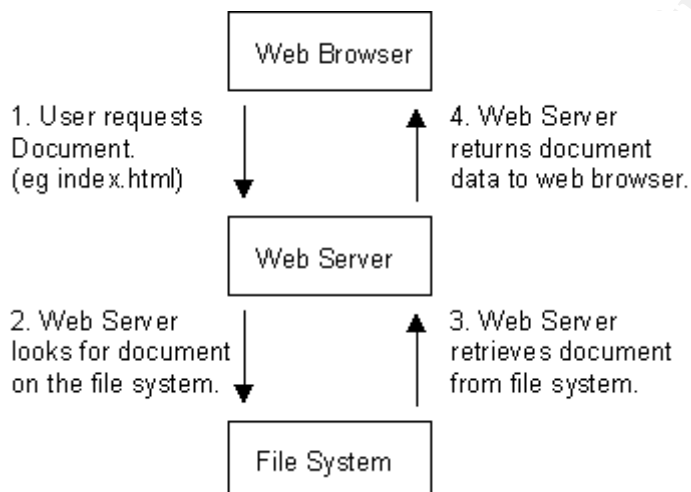 Web Browser
1. User requests
Document.
(eg index.html)
4. Web Server
returns document
data to web browser.
Web Server
2. Web Server
looks for document
on the file system.
3. Web Server
retrieves document
from file system.
File System